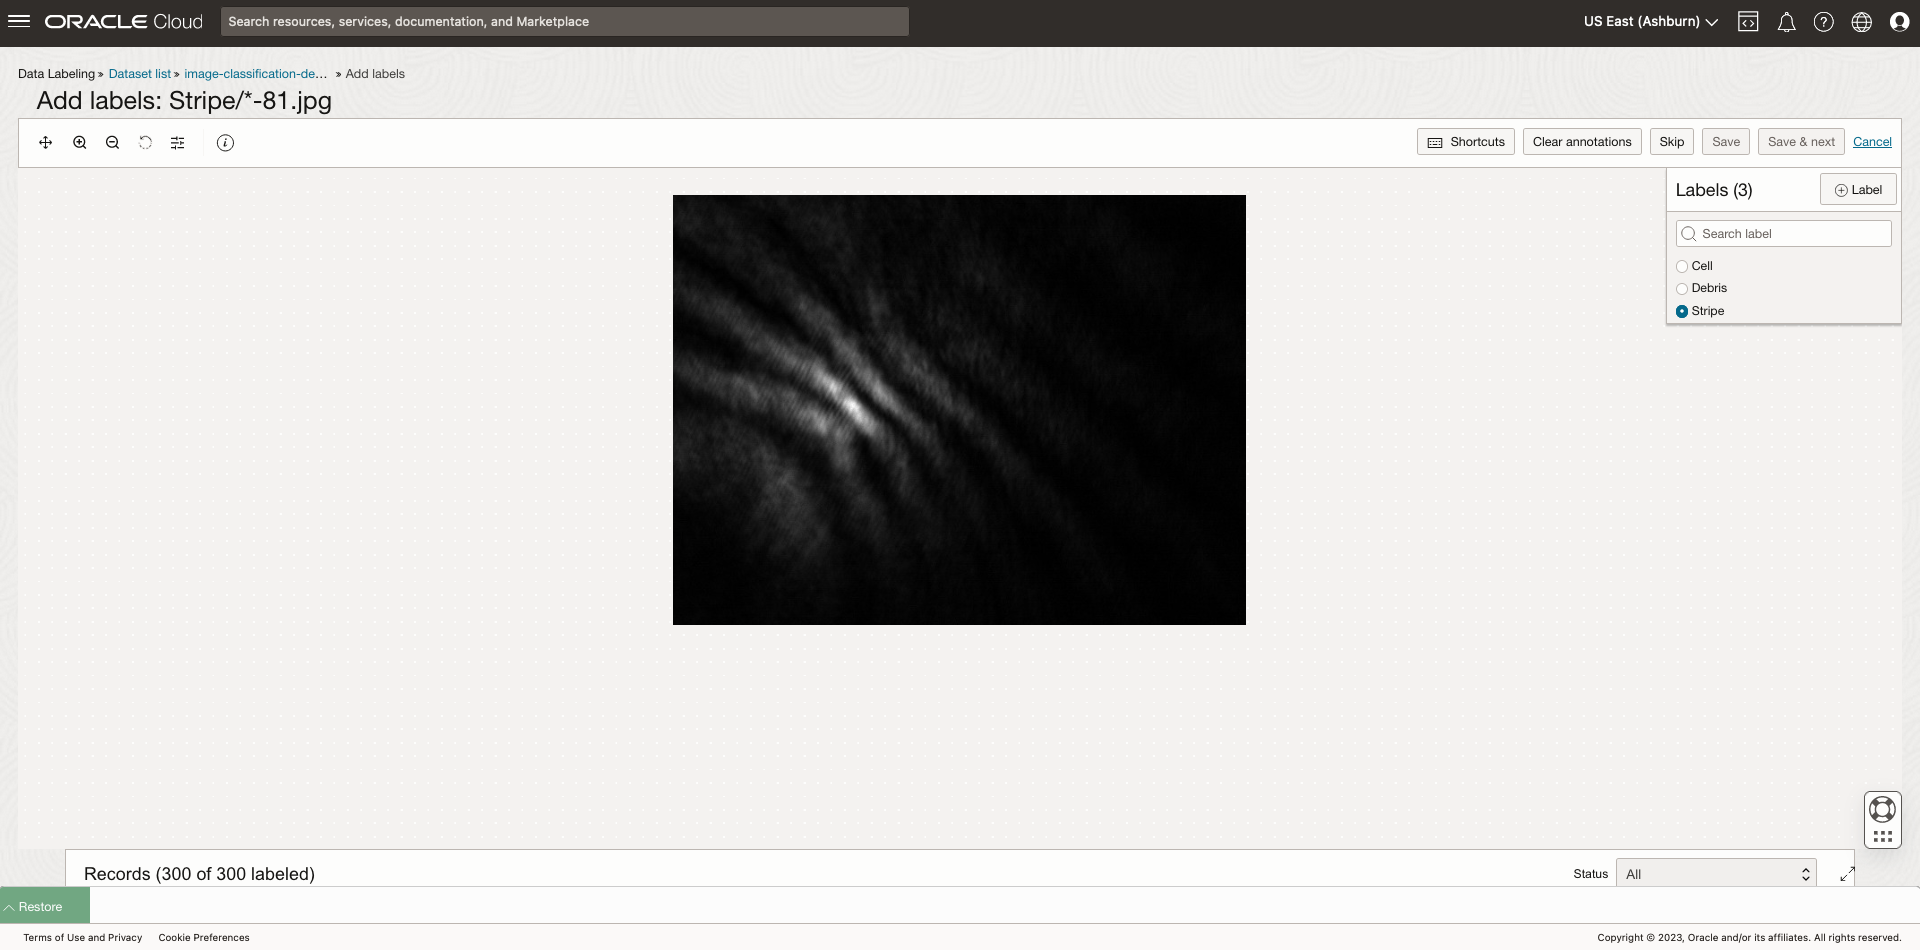 ORACLE Cloud
Search resources, services, documentation, and Marketplace
US East (Ashburn)
Data Labeling » Dataset list » image-classification-de... » Add labels
Add labels: Stripe/*-81.jpg
Shortcuts
Clear annotations
Skip
Save
Save & next
Cancel
Labels (3)
Label
Search label
Cell
Debris
Stripe
Records (300 of 300 labeled)
Status
All
Restore
Terms of Use and Privacy
Cookie Preferences
Copyright © 2023, Oracle and/or its affiliates. All rights reserved.